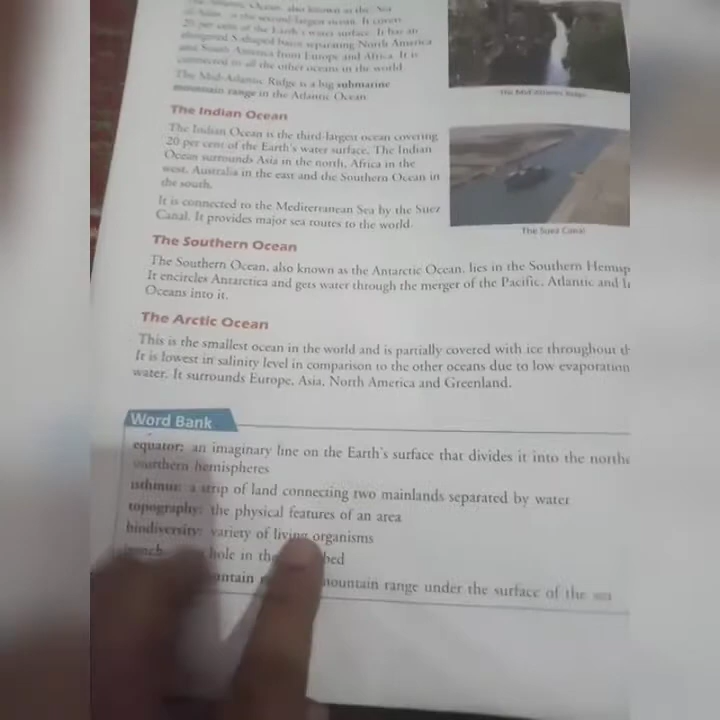 The Atlantic Ocean, also known as the Sea
of Atlas, is the second-largest ocean. It covers
20 per cent of the Earth's water surface. It has an
elongated S-shaped basin separating North America
and South America from Europe and Africa. It is
connected to all the other oceans in the world.
The Mid-Atlantic Ridge is a big submarine
mountain range in the Atlantic Ocean.
The Mid-Atlantic Ridge
The Indian Ocean
The Indian Ocean is the third-largest ocean covering
20 per cent of the Earth's water surface. The Indian
Ocean surrounds Asia in the north, Africa in the
west, Australia in the east and the Southern Ocean in
the south.
It is connected to the Mediterranean Sea by the Suez
Canal. It provides major sea routes to the world.
The Suez Canal
The Southern Ocean
The Southern Ocean, also known as the Antarctic Ocean, lies in the Southern Hemisp
It encircles Antarctica and gets water through the merger of the Pacific, Atlantic and I
Oceans into it.
The Arctic Ocean
This is the smallest ocean in the world and is partially covered with ice throughout th
It is lowest in salinity level in comparison to the other oceans due to low evaporation
water. It surrounds Europe, Asia, North America and Greenland.
Word Bank
equator: an imaginary line on the Earth's surface that divides it into the northe
southern hemispheres
isthmus: a strip of land connecting two mainlands separated by water
topography: the physical features of an area
biodiversity: variety of living organisms
hole in the bed
mountain range under the surface of the sea